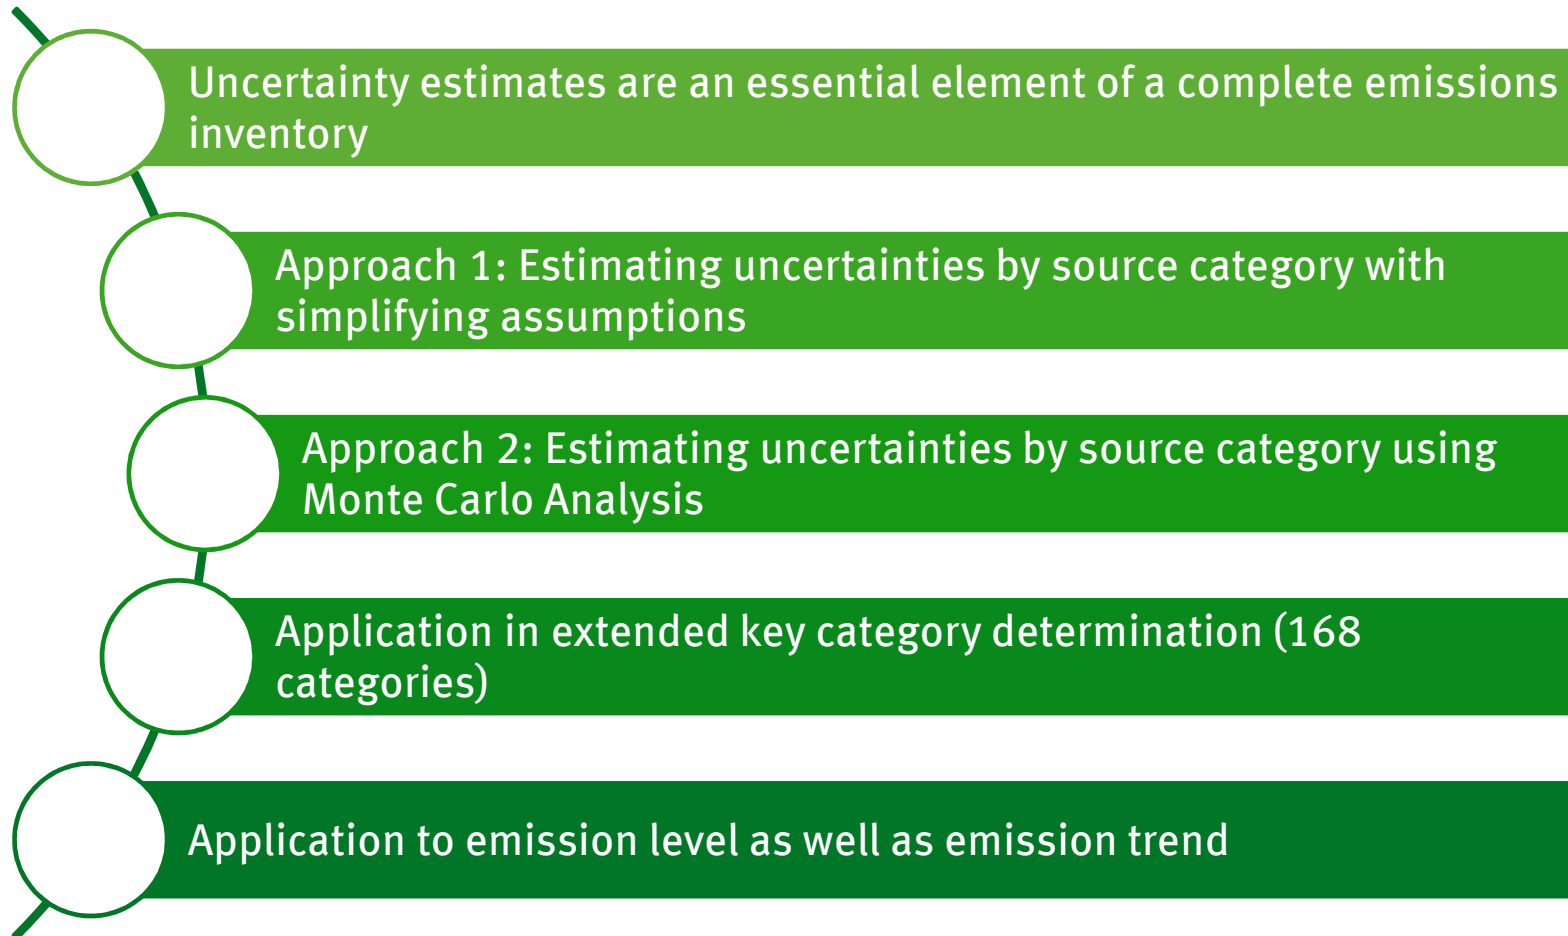 Uncertainty estimates are an essential element of a complete emissions
inventory
Approach 1: Estimating uncertainties by source category with
simplifying assumptions
Approach 2: Estimating uncertainties by source category using
Monte Carlo Analysis
Application in extended key category determination (168
categories)
Application to emission level as well as emission trend